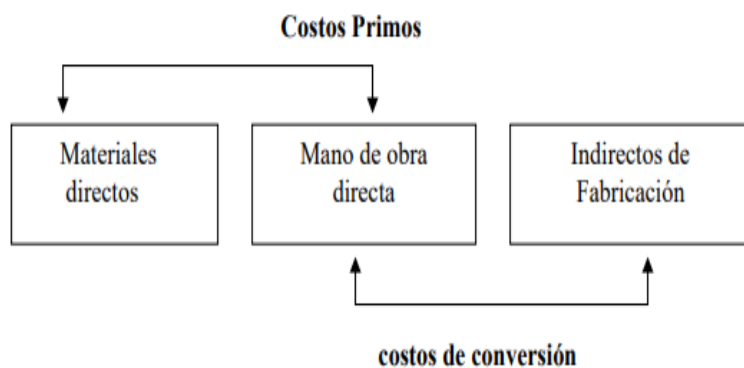 Costos Primos
Materiales
directos
Mano de obra
directa
Indirectos de
Fabricación
costos de conversión